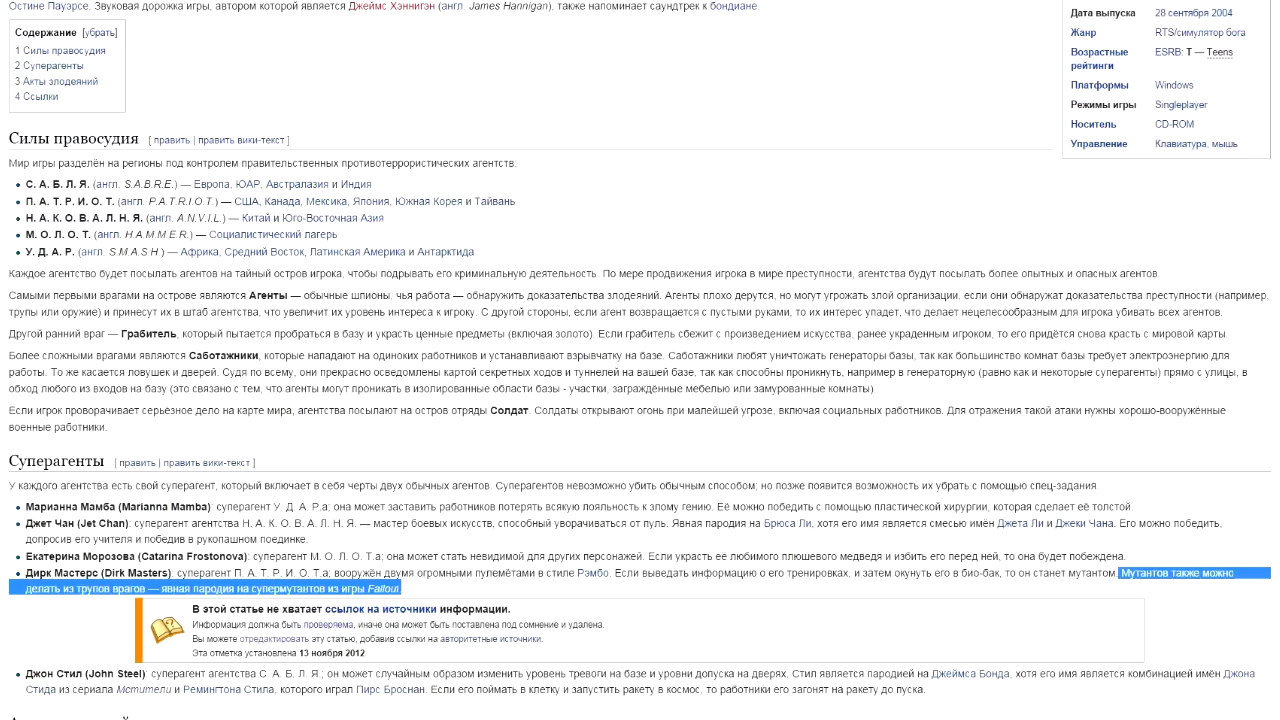 Остине Пауэрсе. Звуковая дорожка игры, автором которой является Джеймс Хэннигэн (англ. James Hannigan), также напоминает саундтрек к бондиане.
Содержание [убрать]
1 Силы правосудия
2 Суперагенты
3 Акты злодеяний
4 Ссылки
Дата выпуска 28 сентября 2004
Жанр RTS/симулятор бога
Возрастные рейтинги ESRB: T — Teens
Платформы Windows
Режимы игры Singleplayer
Носитель CD-ROM
Управление Клавиатура, мышь
Силы правосудия [ править | править вики-текст ]
Мир игры разделён на регионы под контролем правительственных противотеррористических агентств:
С. А. Б. Л. Я. (англ. S.A.B.R.E.) — Европа, ЮАР, Австралазия и Индия
П. А. Т. Р. И. О. Т. (англ. P.A.T.R.I.O.T.) — США, Канада, Мексика, Япония, Южная Корея и Тайвань
Н. А. К. О. В. А. Л. Н. Я. (англ. A.N.V.I.L.) — Китай и Юго-Восточная Азия
М. О. Л. О. Т. (англ. H.A.M.M.E.R.) — Социалистический лагерь
У. Д. А. Р. (англ. S.M.A.S.H.) — Африка, Средний Восток, Латинская Америка и Антарктида
Каждое агентство будет посылать агентов на тайный остров игрока, чтобы подрывать его криминальную деятельность. По мере продвижения игрока в мире преступности, агентства будут посылать более опытных и опасных агентов.
Самыми первыми врагами на острове являются Агенты — обычные шпионы, чья работа — обнаружить доказательства злодеяний. Агенты плохо дерутся, но могут угрожать злой организации, если они обнаружат доказательства преступности (например,
трупы или оружие) и принесут их в штаб агентства, что увеличит их уровень интереса к игроку. С другой стороны, если агент возвращается с пустыми руками, то их интерес упадет, что делает нецелесообразным для игрока убивать всех агентов.
Другой ранний враг — Грабитель, который пытается пробраться в базу и украсть ценные предметы (включая золото). Если грабитель сбежит с произведением искусства, ранее украденным игроком, то его придётся снова красть с мировой карты.
Более сложными врагами являются Саботажники, которые нападают на одиноких работников и устанавливают взрывчатку на базе. Саботажники любят уничтожать генераторы базы, так как большинство комнат базы требует электроэнергию для
работы. То же касается ловушек и дверей. Судя по всему, они прекрасно осведомлены картой секретных ходов и туннелей на вашей базе, так как способны проникнуть, например в генераторную (равно как и некоторые суперагенты) прямо с улицы, в
обход любого из входов на базу (это связано с тем, что агенты могут проникать в изолированные области базы - участки, заграждённые мебелью или замурованные комнаты).
Если игрок проворачивает серьёзное дело на карте мира, агентства посылают на остров отряды Солдат. Солдаты открывают огонь при малейшей угрозе, включая социальных работников. Для отражения такой атаки нужны хорошо-вооружённые
военные работники.
Суперагенты [ править | править вики-текст ]
У каждого агентства есть свой суперагент, который включает в себя черты двух обычных агентов. Суперагентов невозможно убить обычным способом; но позже появится возможность их убрать с помощью спец-задания.
Марианна Мамба (Marianna Mamba): суперагент У. Д. А. Р.а; она может заставить работников потерять всякую лояльность к злому гению. Её можно победить с помощью пластической хирургии, которая сделает её толстой.
Джет Чан (Jet Chan): суперагент агентства Н. А. К. О. В. А. Л. Н. Я. — мастер боевых искусств, способный уворачиваться от пуль. Явная пародия на Брюса Ли, хотя его имя является смесью имён Джета Ли и Джеки Чана. Его можно победить,
допросив его учителя и победив в рукопашном поединке.
Екатерина Морозова (Catarina Frostonova): суперагент М. О. Л. О. Т.а; она может стать невидимой для других персонажей. Если украсть её любимого плюшевого медведя и избить его перед ней, то она будет побеждена.
Дирк Мастерс (Dirk Masters): суперагент П. А. Т. Р. И. О. Т.а; вооружён двумя огромными пулемётами в стиле Рэмбо. Если выведать информацию о его тренировках, и затем окунуть его в био-бак, то он станет мутантом. Мутантов также можно
делать из трупов врагов — явная пародия на супермутантов из игры Fallout.
В этой статье не хватает ссылок на источники информации.
Информация должна быть проверяема, иначе она может быть поставлена под сомнение и удалена.
Вы можете отредактировать эту статью, добавив ссылки на авторитетные источники.
Эта отметка установлена 13 ноября 2012.
Джон Стил (John Steel): суперагент агентства С. А. Б. Л. Я.; он может случайным образом изменить уровень тревоги на базе и уровни допуска на дверях. Стил является пародией на Джеймса Бонда, хотя его имя является комбинацией имён Джона
Стида из сериала Мстители и Ремингтона Стила, которого играл Пирс Броснан. Если его поймать в клетку и запустить ракету в космос, то работники его загонят на ракету до пуска.